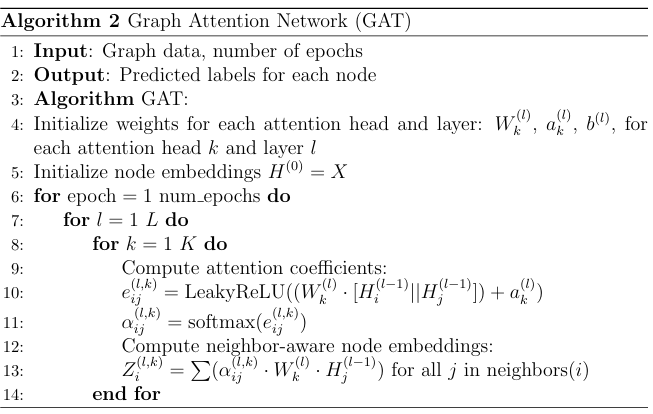 Algorithm 2 Graph Attention Network (GAT)
1: Input: Graph data, number of epochs
2: Output: Predicted labels for each node
3: Algorithm GAT:
4: Initialize weights for each attention head and layer: $W_k^{(l)}$, $a_k^{(l)}$, $b^{(l)}$, for
each attention head $k$ and layer $l$
5: Initialize node embeddings $H^{(0)} = X$
6: for epoch = 1 num_epochs do
7: for $l = 1$ $L$ do
8: for $k = 1$ $K$ do
9: Compute attention coefficients:
10: $e_{ij}^{(l,k)} = \text{LeakyReLU}((W_k^{(l)} \cdot [H_i^{(l-1)} || H_j^{(l-1)}]) + a_k^{(l)})$
11: $\alpha_{ij}^{(l,k)} = \text{softmax}(e_{ij}^{(l,k)})$
12: Compute neighbor-aware node embeddings:
13: $Z_i^{(l,k)} = \sum(\alpha_{ij}^{(l,k)} \cdot W_k^{(l)} \cdot H_j^{(l-1)})$ for all $j$ in neighbors($i$)
14: end for